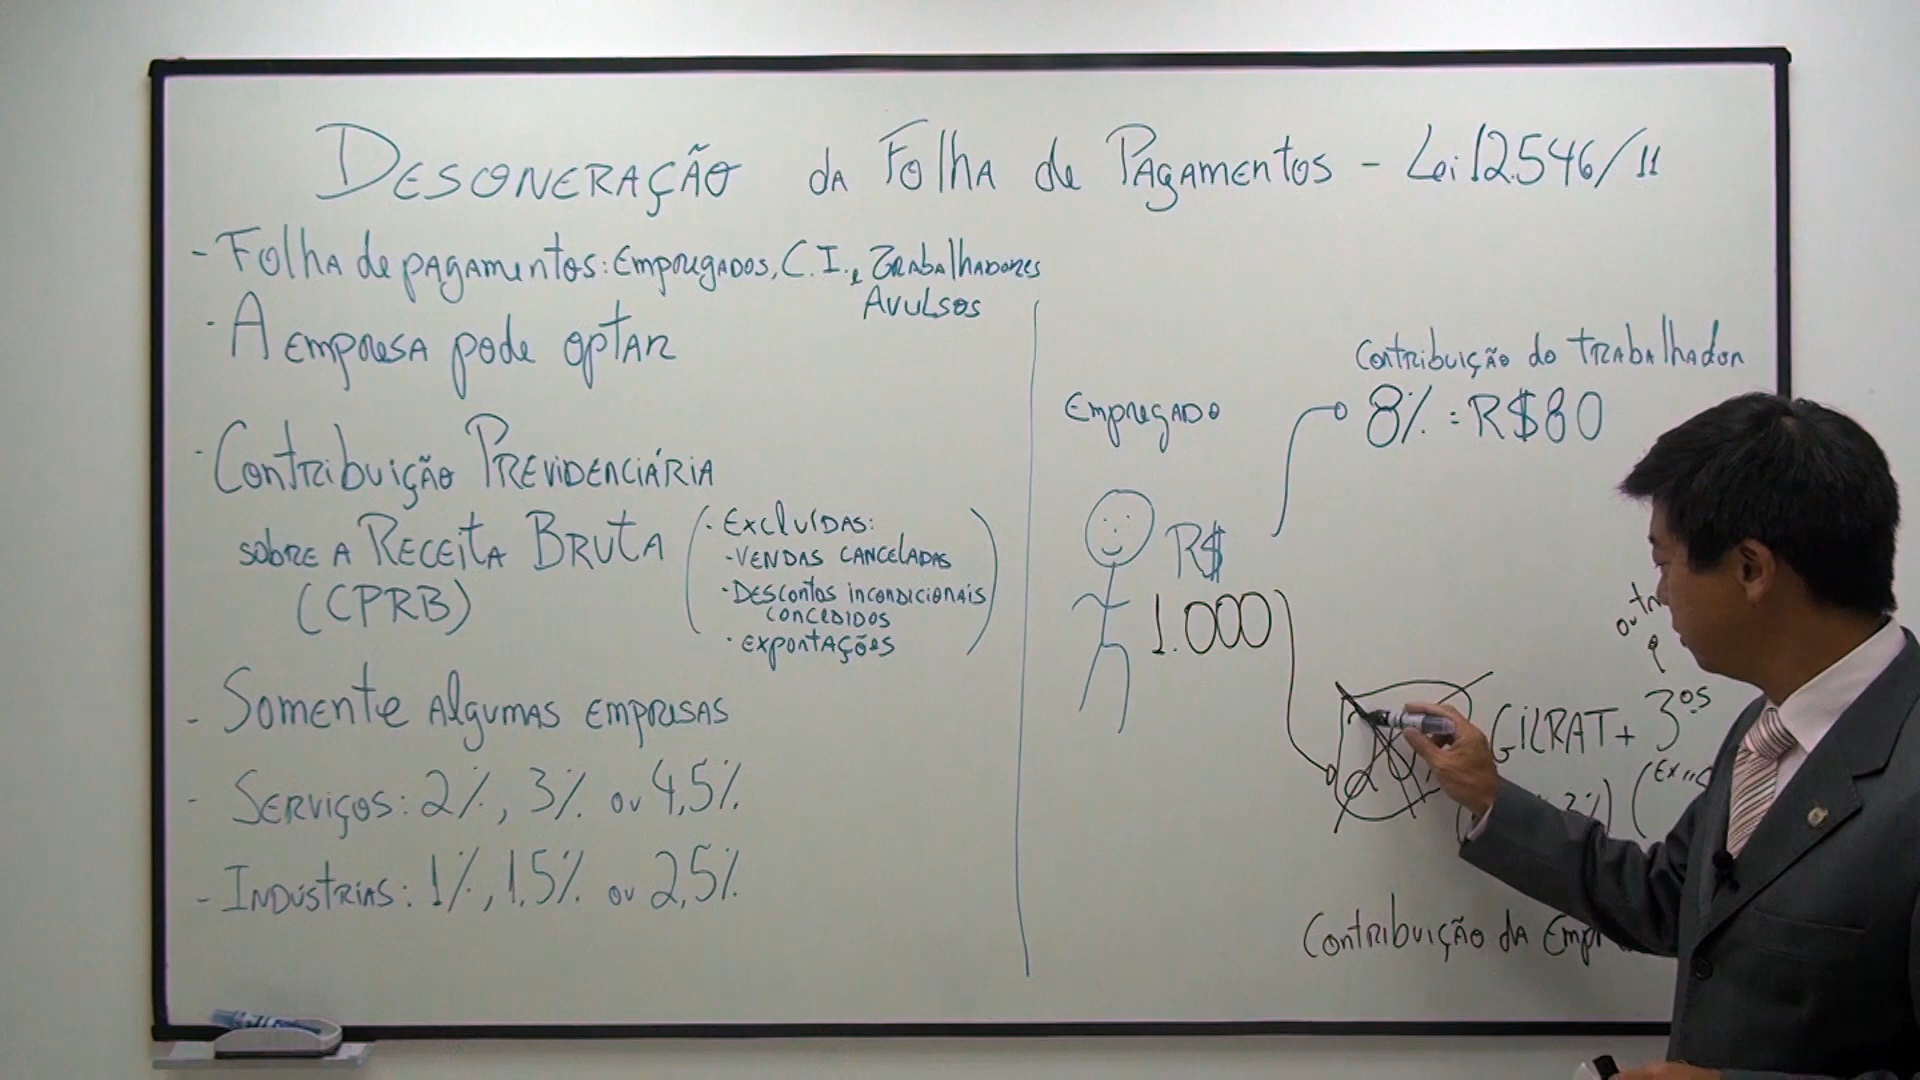 DESONERAÇÃO DA FOLHA DE PAGAMENTOS - Lei 12.546/11
- FOLHA DE PAGAMENTOS: EMPREGADOS, C.I. e TRABALHADORES
AVULSOS
· A EMPRESA PODE OPTAR
· CONTRIBUIÇÃO PREVIDENCIÁRIA
SOBRE A RECEITA BRUTA
(CPRB)
(· EXCLUÍDAS:
- VENDAS CANCELADAS
· DESCONTOS INCONDICIONAIS
CONCEDIDOS
· EXPORTAÇÕES)
- SOMENTE ALGUMAS EMPRESAS
- SERVIÇOS: 2%, 3% OU 4,5%
- INDÚSTRIAS: 1%, 1,5% OU 2,5%
CONTRIBUIÇÃO DO TRABALHADOR
8% = R$80
EMPREGADO
R$
1.000
GILRAT + 3os
CONTRIBUIÇÃO DA